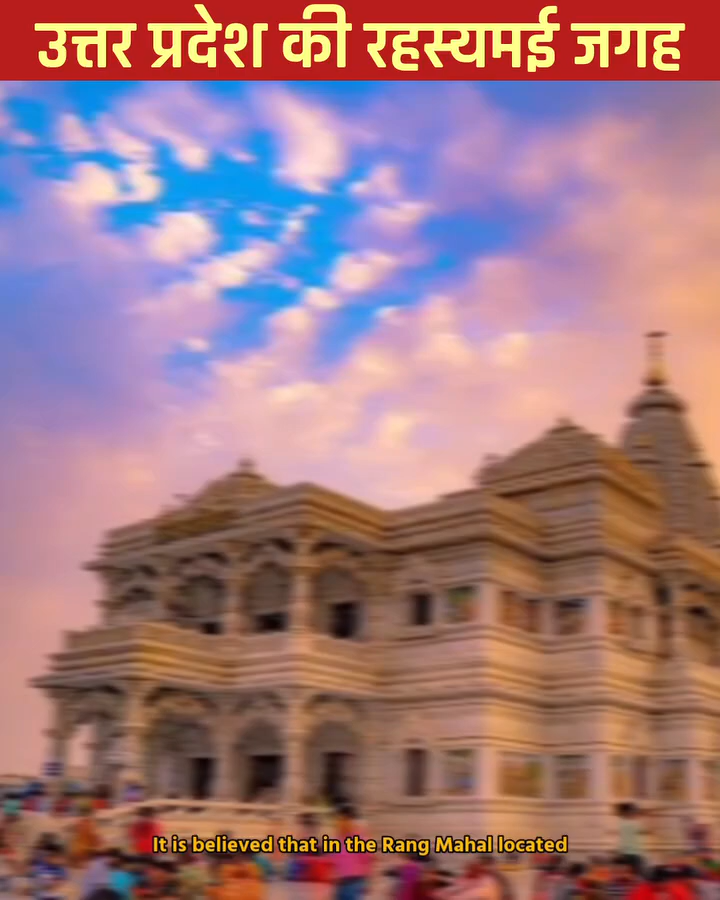 उत्तर प्रदेश की रहस्यमई जगह
It is believed that in the Rang Mahal located